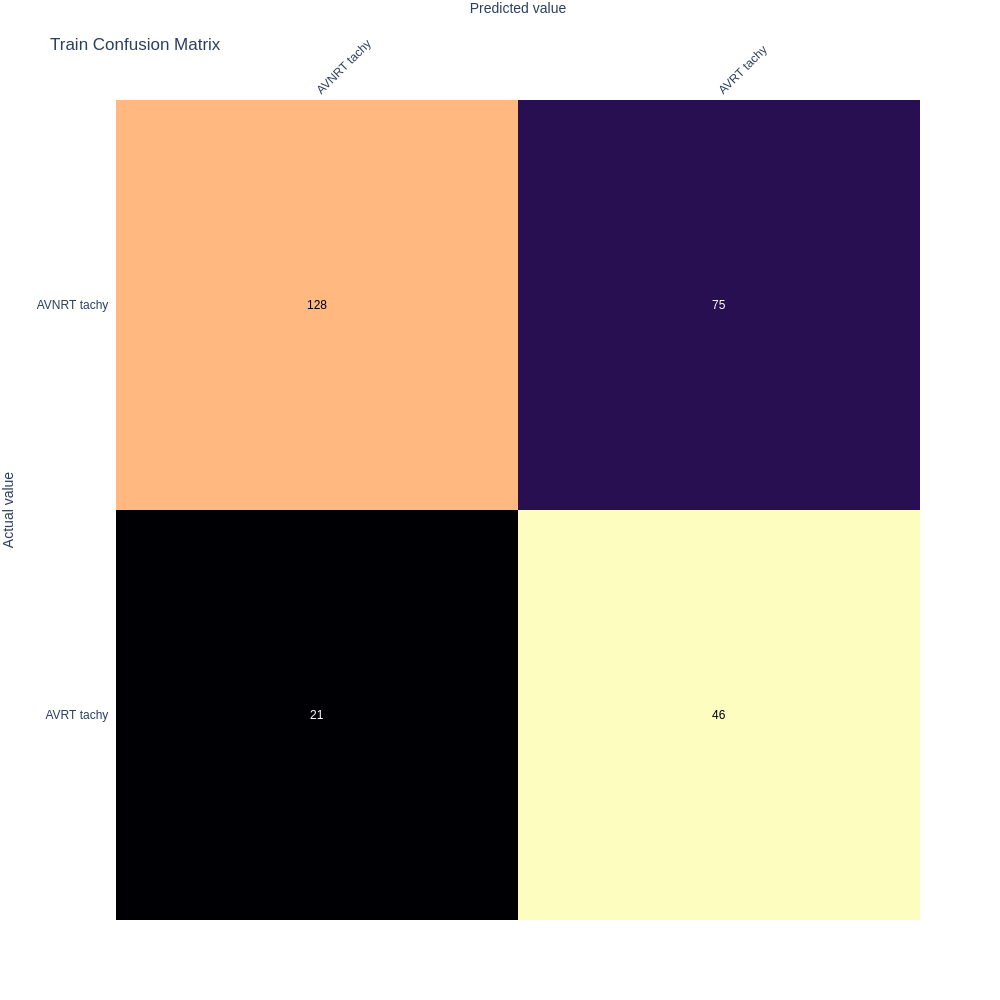 Predicted value
Train Confusion Matrix
AVNRT tachy
AVRT tachy
AVNRT tachy
128
75
Actual value
AVRT tachy
21
46